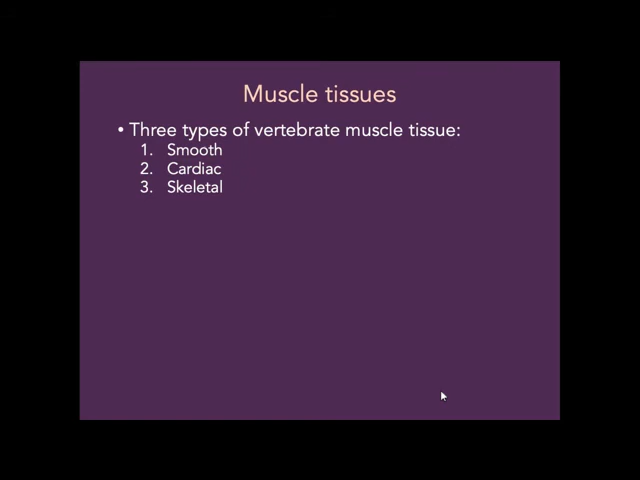 Muscle tissues
• Three types of vertebrate muscle tissue:
1. Smooth
2. Cardiac
3. Skeletal